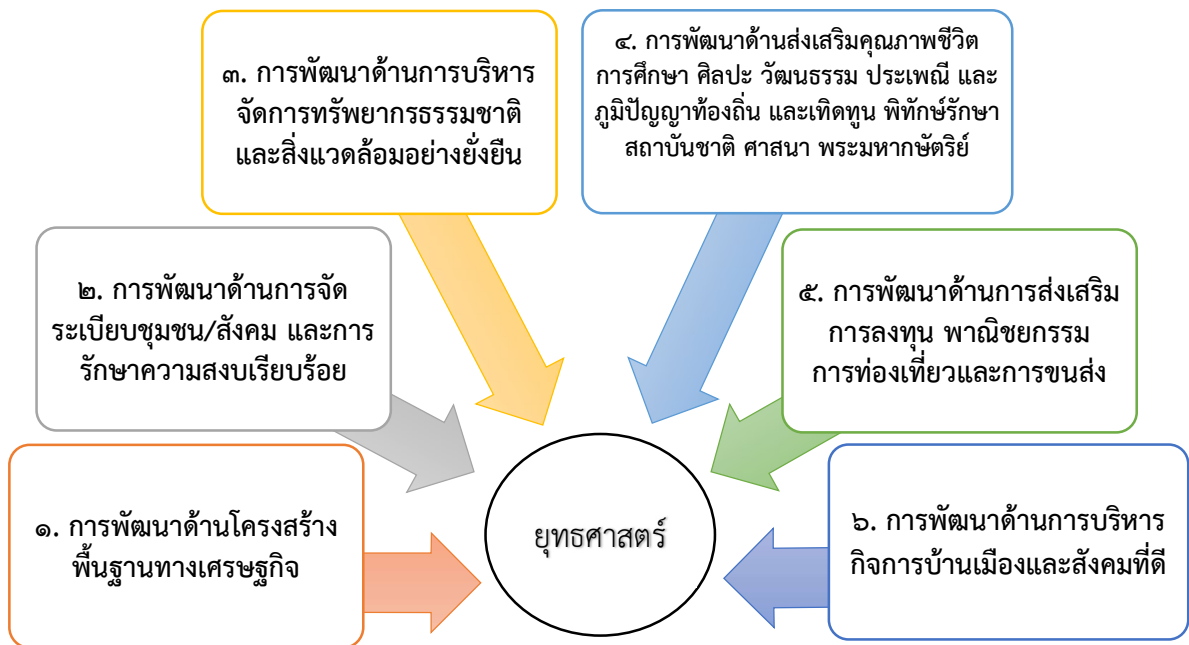 ๑. การพัฒนาด้านโครงสร้าง
พื้นฐานทางเศรษฐกิจ
๒. การพัฒนาด้านการจัด
ระเบียบชุมชน/สังคม และการ
รักษาความสงบเรียบร้อย
๓. การพัฒนาด้านการบริหาร
จัดการทรัพยากรธรรมชาติ
และสิ่งแวดล้อมอย่างยั่งยืน
๔. การพัฒนาด้านส่งเสริมคุณภาพชีวิต
การศึกษา ศิลปะ วัฒนธรรม ประเพณี และ
ภูมิปัญญาท้องถิ่น และเทิดทูน พิทักษ์รักษา
สถาบันชาติ ศาสนา พระมหากษัตริย์
๕. การพัฒนาด้านการส่งเสริม
การลงทุน พาณิชยกรรม
การท่องเที่ยวและการขนส่ง
๖. การพัฒนาด้านการบริหาร
กิจการบ้านเมืองและสังคมที่ดี
ยุทธศาสตร์